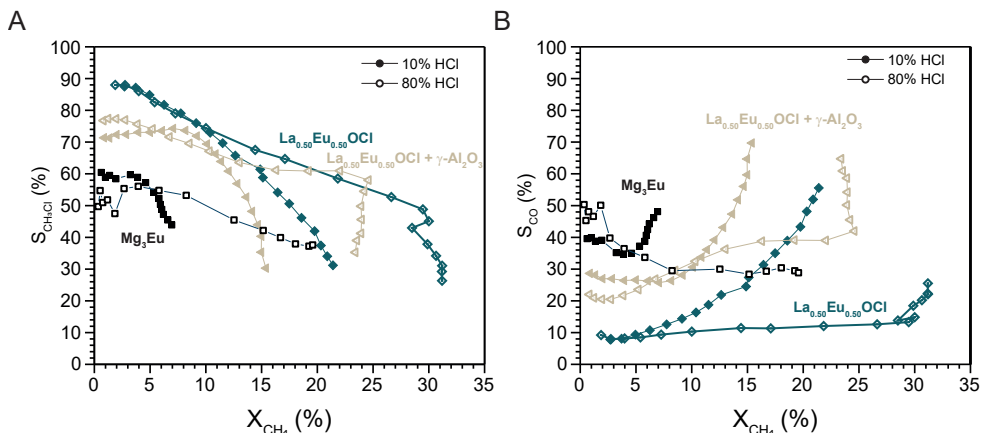 A
S_CH₃Cl (%)
100
90
80
70
60
50
40
30
20
10
0
10% HCl
80% HCl
La0.50Eu0.50OCl
La0.50Eu0.50OCl + γ-Al2O3
Mg3Eu
0 5 10 15 20 25 30 35
X_CH₄ (%)
B
S_CO (%)
100
90
80
70
60
50
40
30
20
10
0
10% HCl
80% HCl
La0.50Eu0.50OCl + γ-Al2O3
Mg3Eu
La0.50Eu0.50OCl
0 5 10 15 20 25 30 35
X_CH₄ (%)